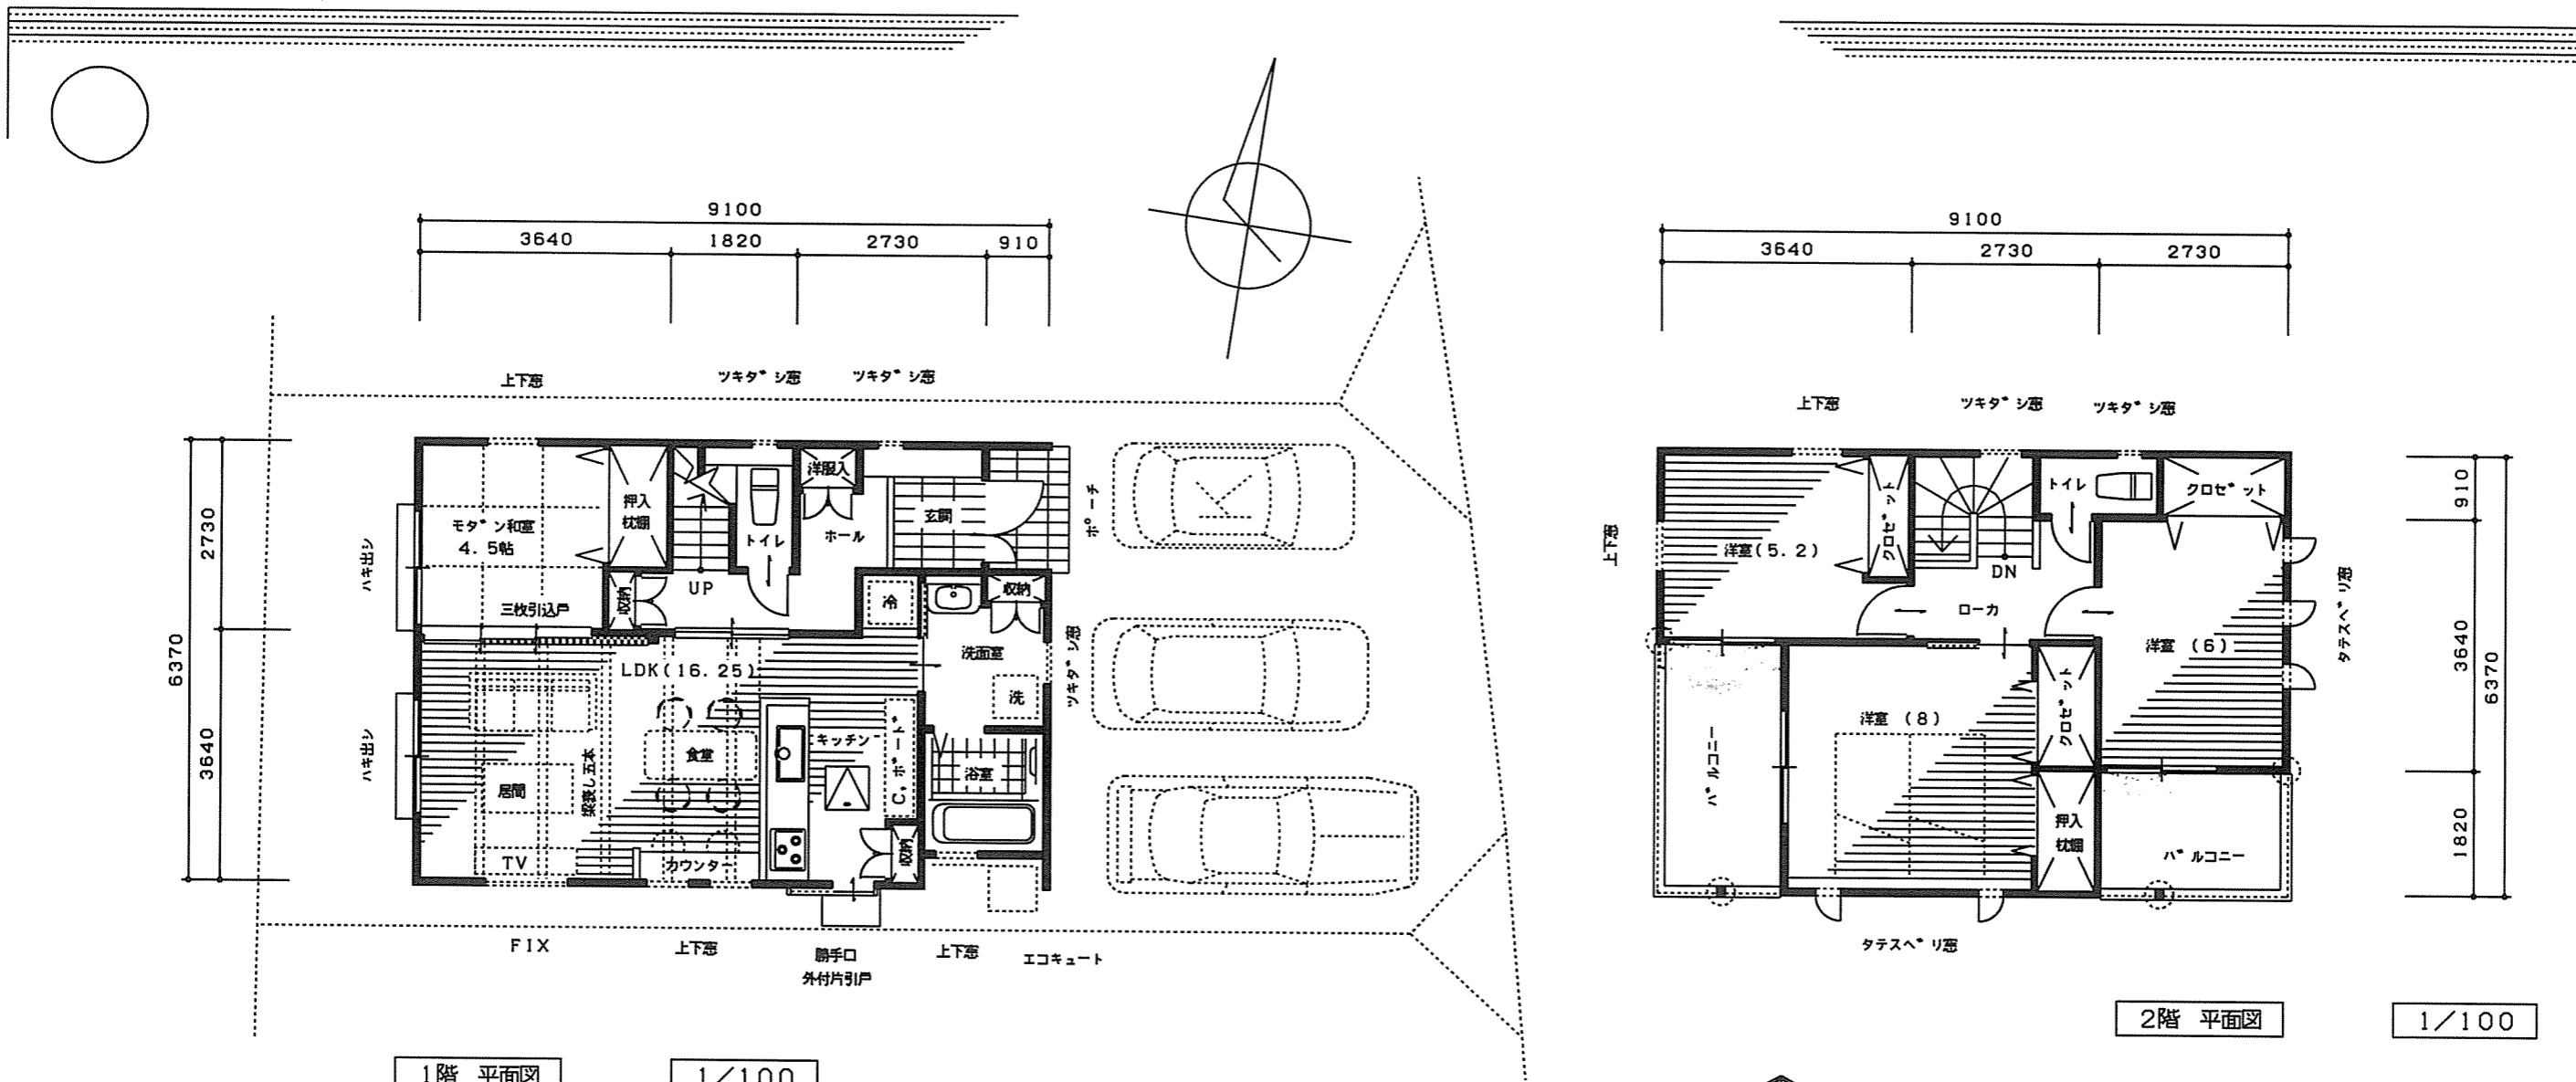 9100
3640 1820 2730 910
上下窓 ツキダシ窓 ツキダシ窓
6370
2730
3640
ハキ出シ
ハキ出シ
モダン和室
4.5帖
押入
枕棚
三枚引込戸
収納
UP
トイレ
洋服入
ホール
玄関
ポーチ
冷
収納
洗面室
洗
ツキダシ窓
LDK(16.25)
居間
梁表し五本
食堂
キッチン
C,ボード
浴室
TV
カウンター
収納
FIX
上下窓
勝手口
外付片引戸
上下窓
エコキュート
1階 平面図
1/100
9100
3640 2730 2730
上下窓 ツキダシ窓 ツキダシ窓
上下窓
洋室(5.2)
クロゼット
DN
トイレ
クロゼット
ローカ
洋室 (6)
タテスベリ窓
910
3640
1820
6370
バルコニー
洋室 (8)
クロゼット
押入
枕棚
バルコニー
タテスベリ窓
2階 平面図
1/100